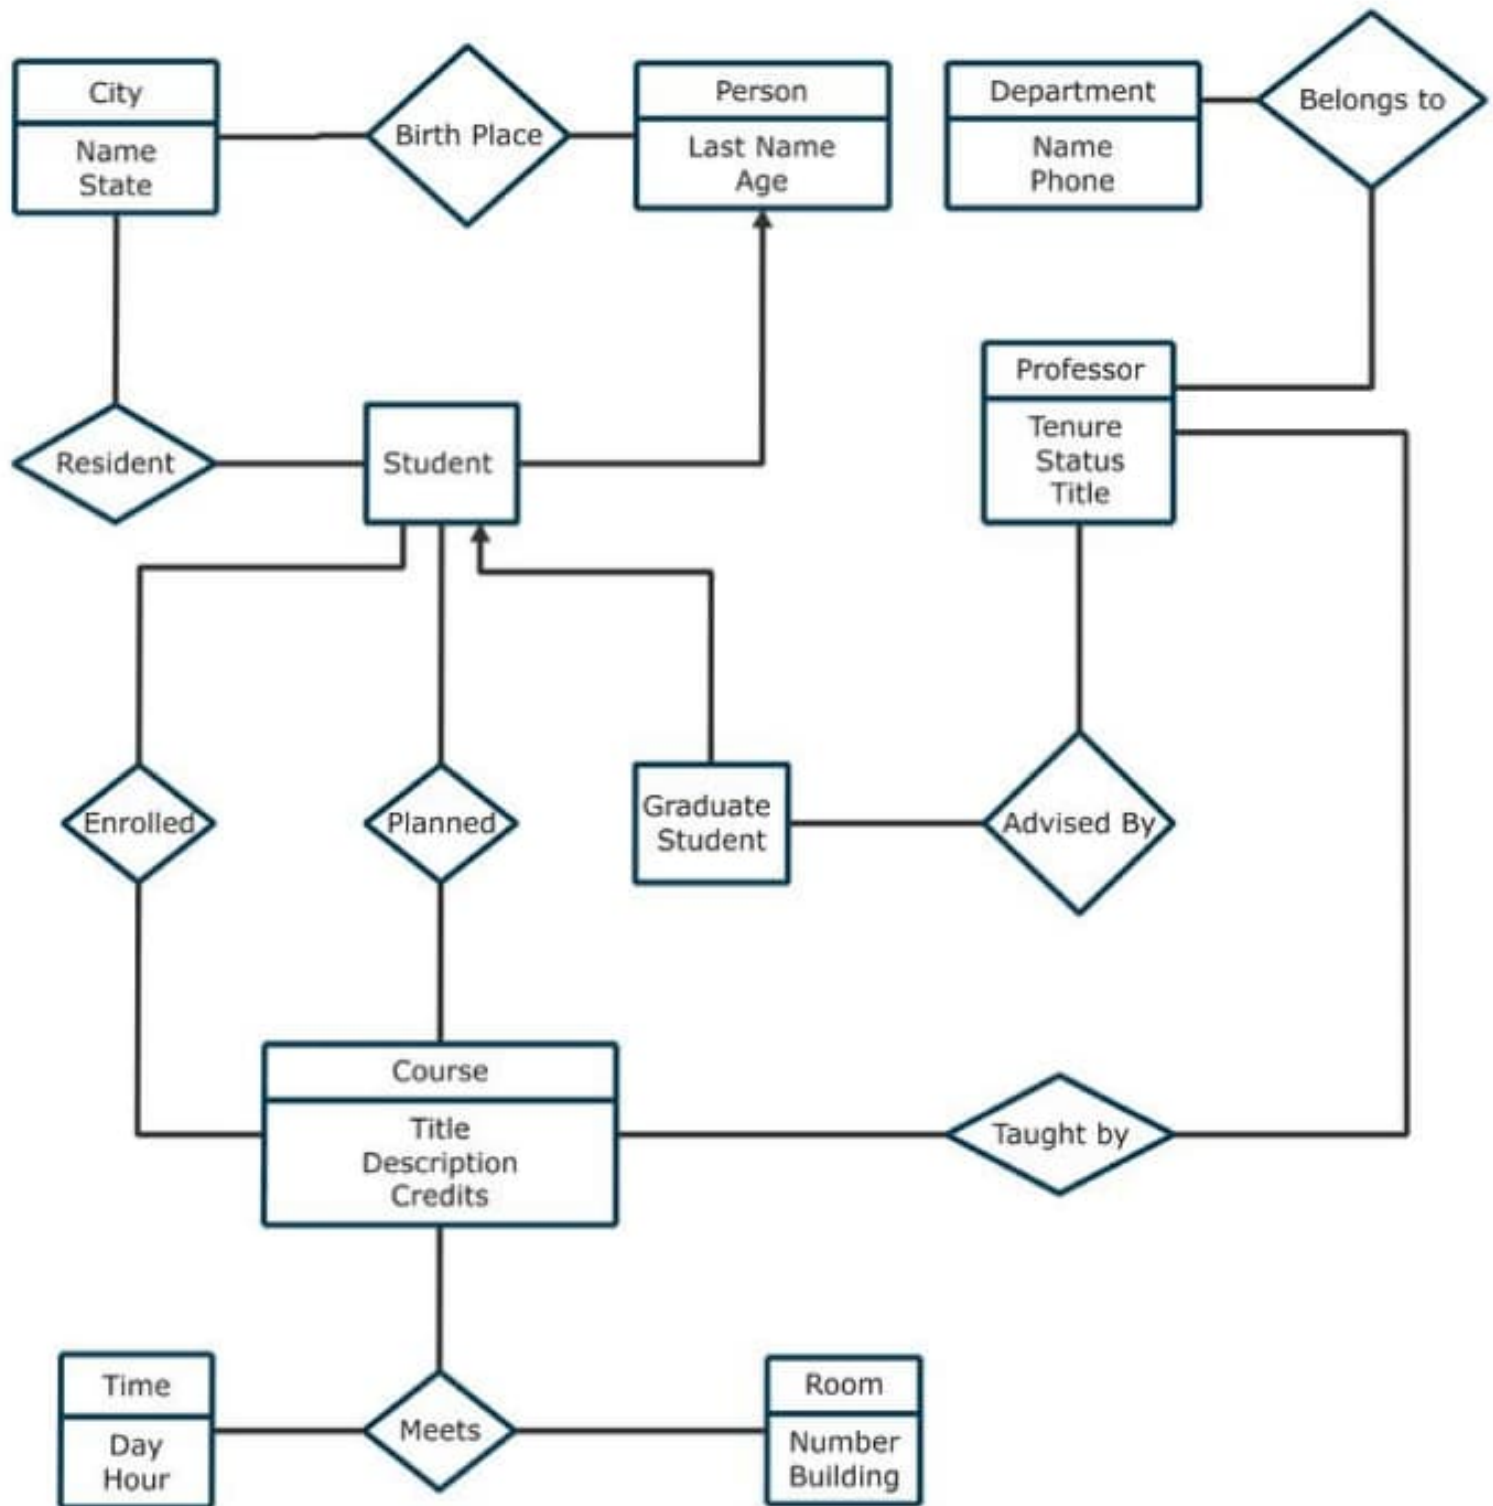 City
Name
State
Birth Place
Person
Last Name
Age
Department
Name
Phone
Belongs to
Professor
Tenure
Status
Title
Resident
Student
Enrolled
Planned
Graduate
Student
Advised By
Course
Title
Description
Credits
Taught by
Time
Day
Hour
Meets
Room
Number
Building